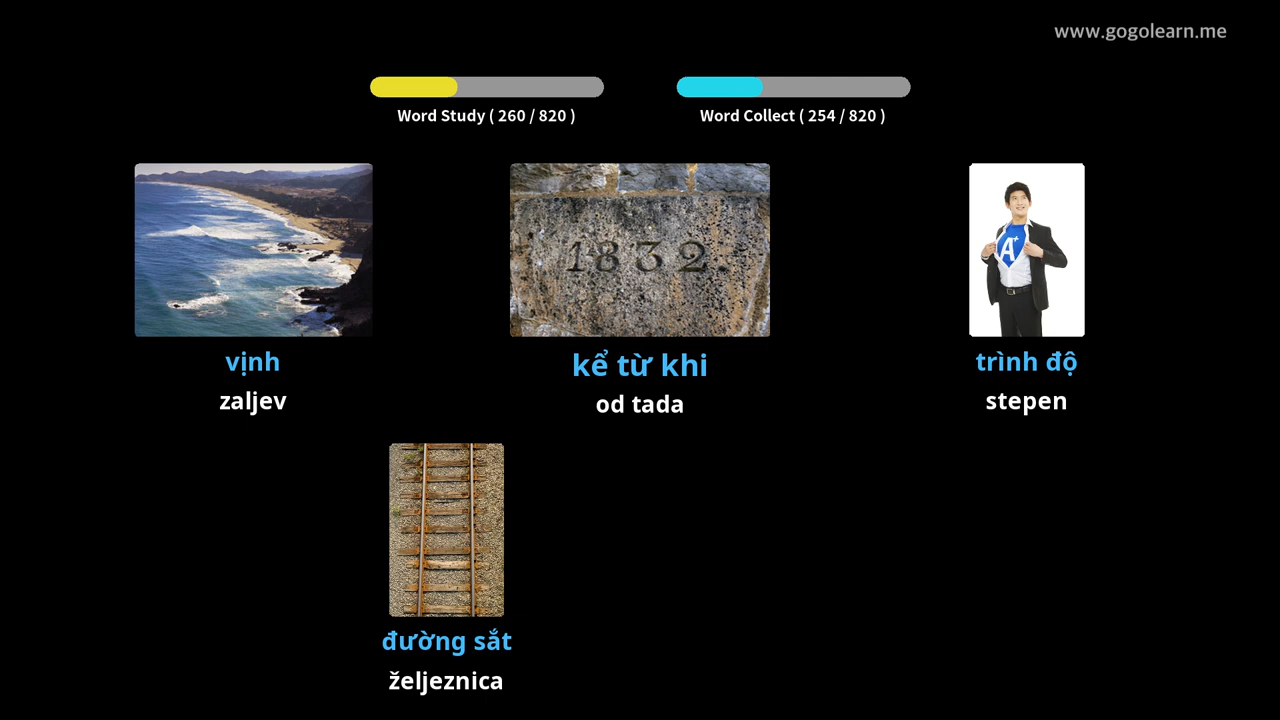 www.gogolearn.me
Word Study ( 260 / 820 )
Word Collect ( 254 / 820 )
1832.
A+
vịnh
kể từ khi
trình độ
zaljev
od tada
stepen
đường sắt
željeznica